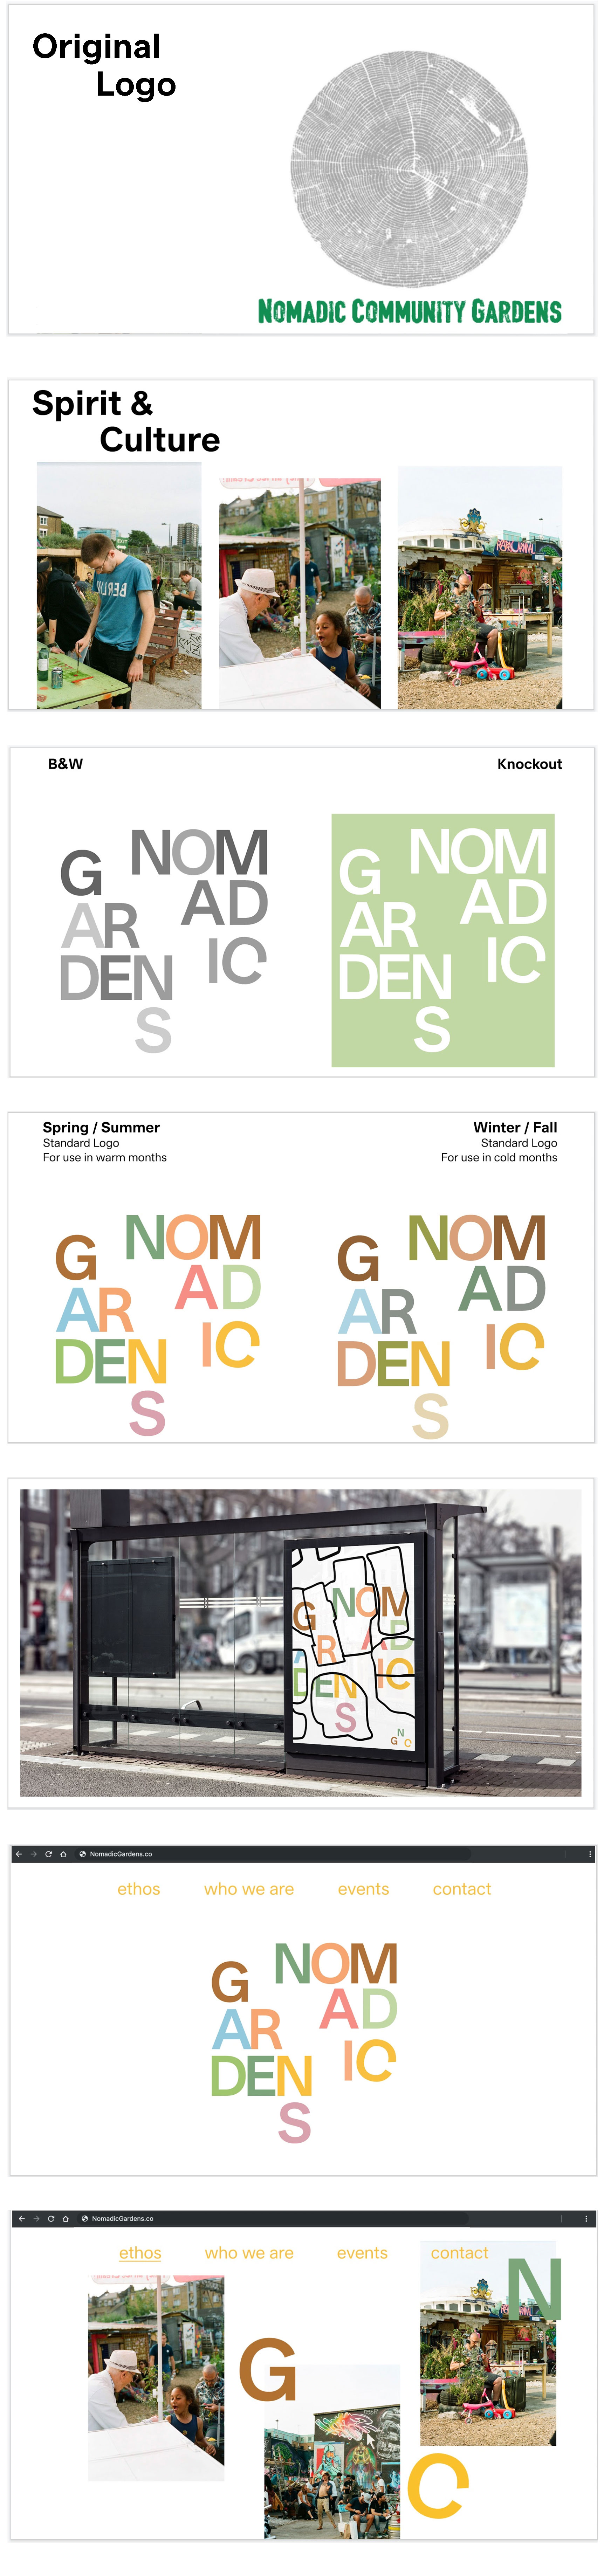 Original
Logo
NOMADIC COMMUNITY GARDENS
Spirit &
Culture
B&W
Knockout
NOM
G
AD
AR
IC
DEN
S
NOM
G
AD
AR
IC
DEN
S
Spring / Summer
Standard Logo
For use in warm months
Winter / Fall
Standard Logo
For use in cold months
NOM
G
AD
AR
IC
DEN
S
NOM
G
AD
AR
IC
DEN
S
NOM
G
AD
AR
IC
DEN
S
N
G C
NomadicGardens.co
ethos who we are events contact
NOM
G
AD
AR
IC
DEN
S
NomadicGardens.co
ethos who we are events contact
N
G
C